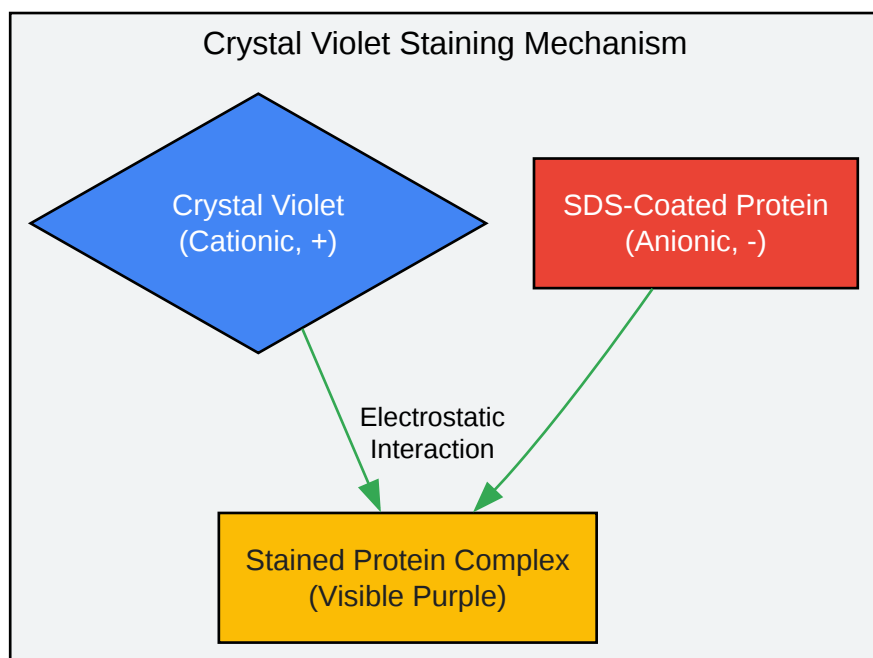 Crystal Violet Staining Mechanism
Crystal Violet
(Cationic, +)
SDS-Coated Protein
(Anionic, -)
Electrostatic
Interaction
Stained Protein Complex
(Visible Purple)